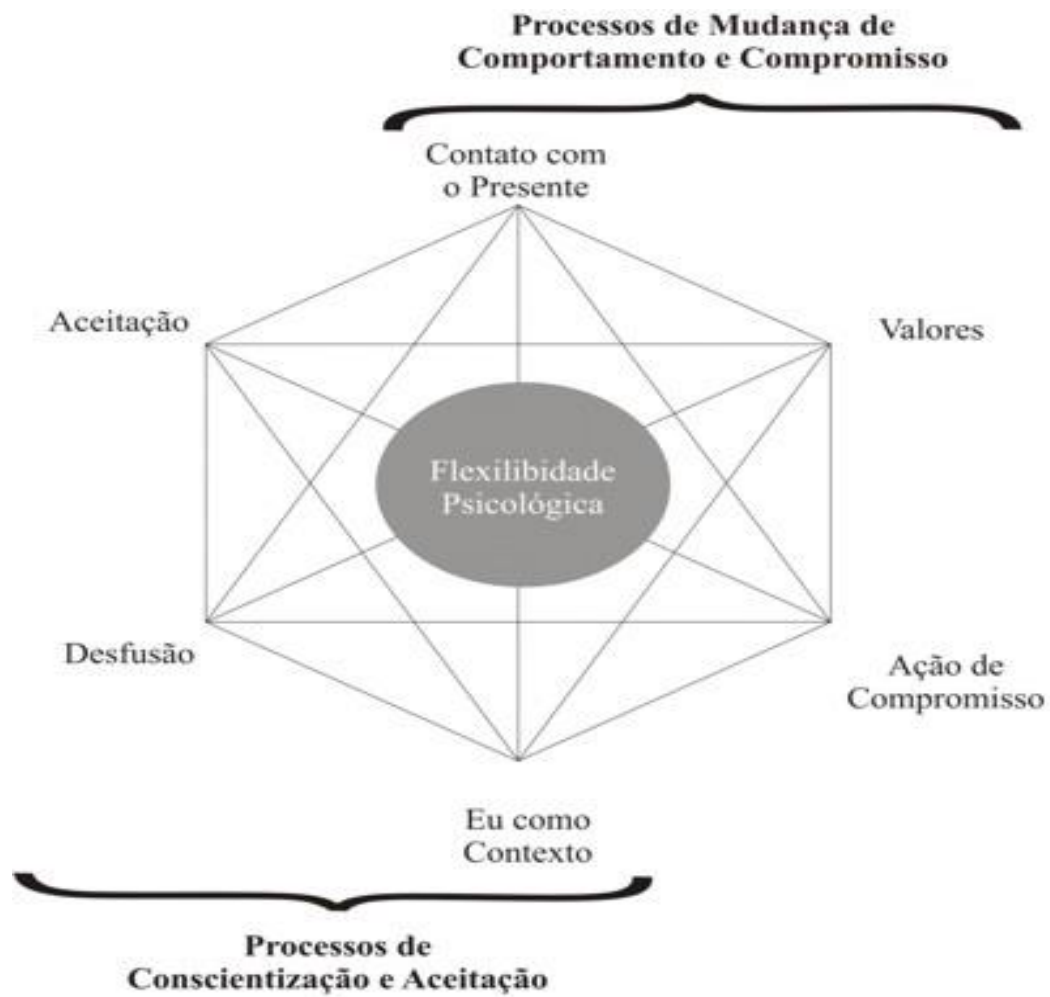 Processos de Mudança de
Comportamento e Compromisso
Contato com
o Presente
Aceitação
Valores
Flexilibidade
Psicológica
Desfusão
Ação de
Compromisso
Eu como
Contexto
Processos de
Conscientização e Aceitação